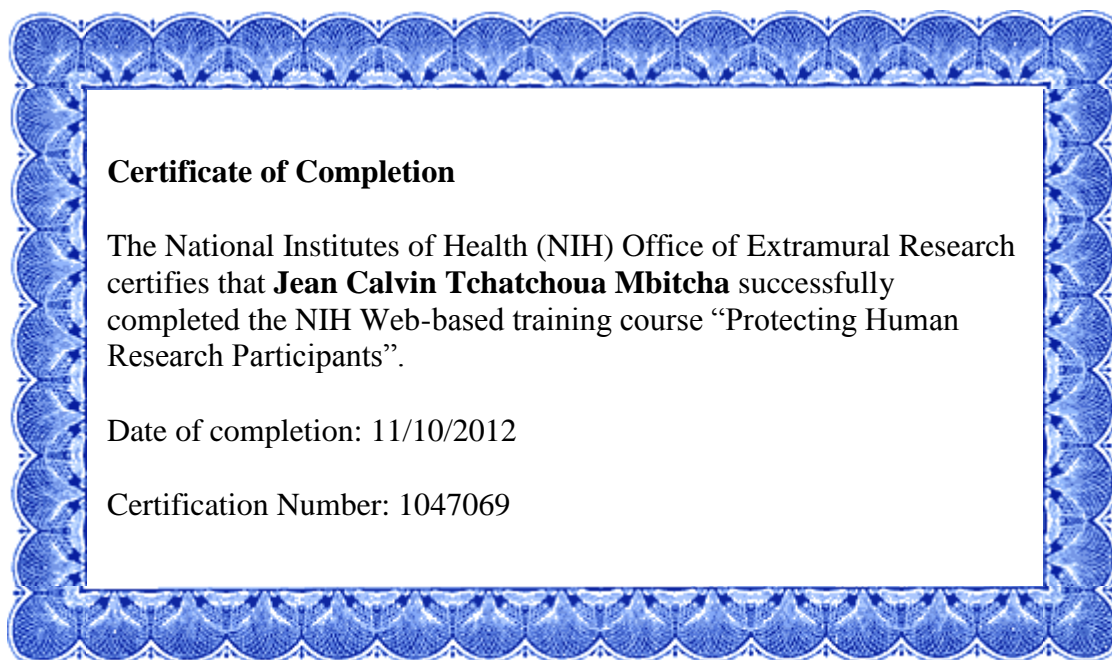 Certificate of Completion
The National Institutes of Health (NIH) Office of Extramural Research
certifies that Jean Calvin Tchatchoua Mbitcha successfully
completed the NIH Web-based training course “Protecting Human
Research Participants”.
Date of completion: 11/10/2012
Certification Number: 1047069